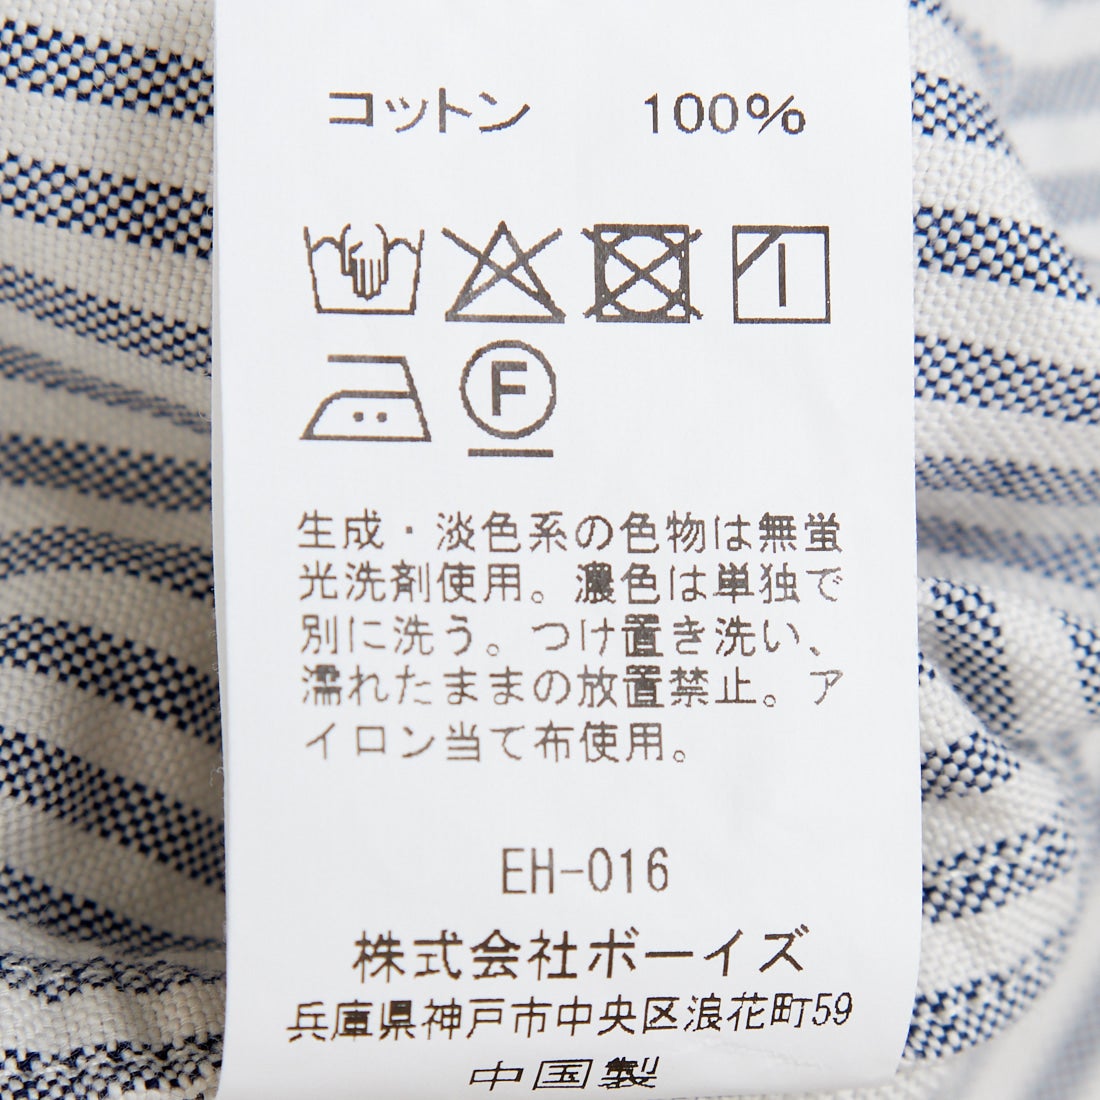 コットン 100%
F
生成・淡色系の色物は無蛍
光洗剤使用。濃色は単独で
別に洗う。つけ置き洗い、
濡れたままの放置禁止。ア
イロン当て布使用。
EH-016
株式会社ボーイズ
兵庫県神戸市中央区浪花町59
中国製